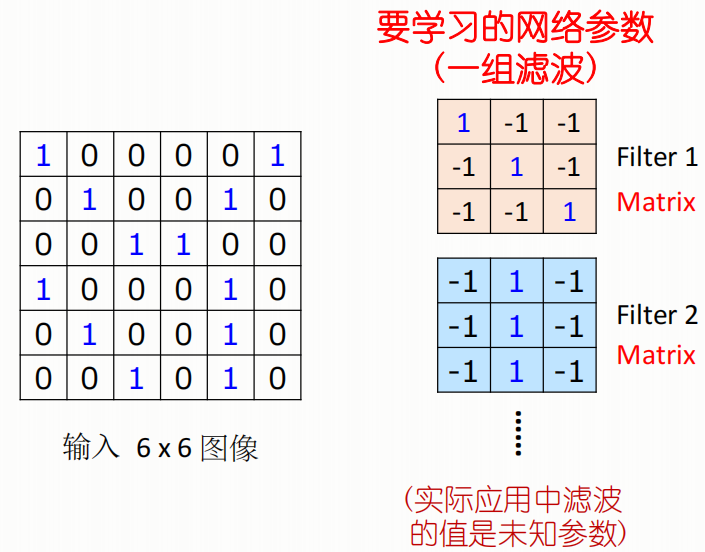 要学习的网络参数
(一组滤波)
1 0 0 0 0 1
0 1 0 0 1 0
0 0 1 1 0 0
1 0 0 0 1 0
0 1 0 0 1 0
0 0 1 0 1 0
输入 6 x 6 图像
1 -1 -1
-1 1 -1
-1 -1 1
Filter 1
Matrix
-1 1 -1
-1 1 -1
-1 1 -1
Filter 2
Matrix
......
(实际应用中滤波
的值是未知参数)